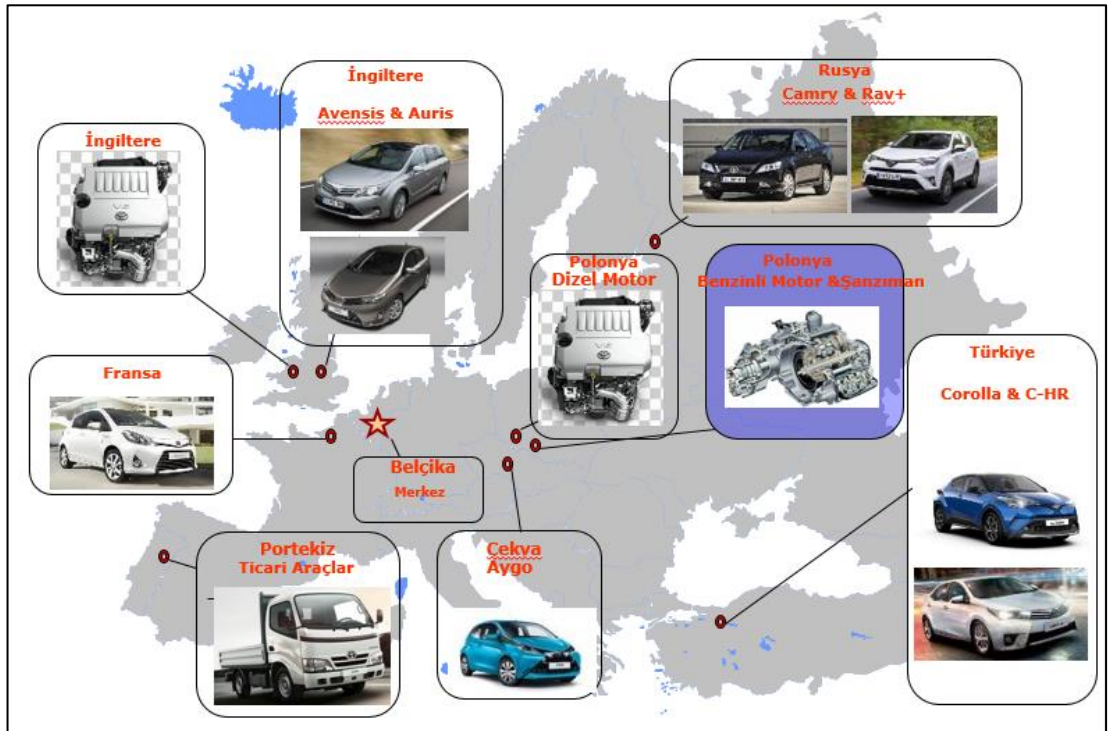 İngiltere
Avensis & Auris
Rusya
Camry & Rav+
İngiltere
Polonya
Dizel Motor
Polonya
Benzinli Motor &Şanzıman
Türkiye
Corolla & C-HR
Fransa
Belçika
Merkez
Portekiz
Ticari Araçlar
Çekya
Aygo